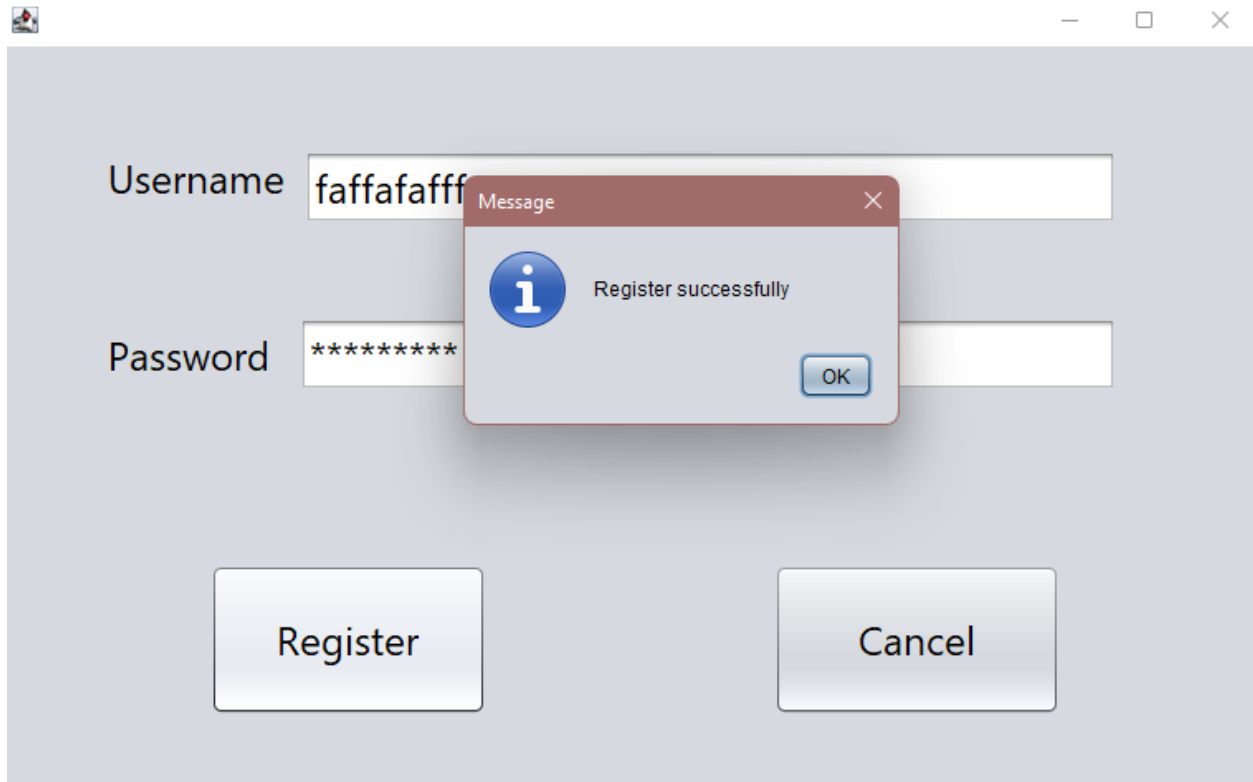 Username
faffafafff
Message
Register successfully
Password
*********
OK
Register
Cancel